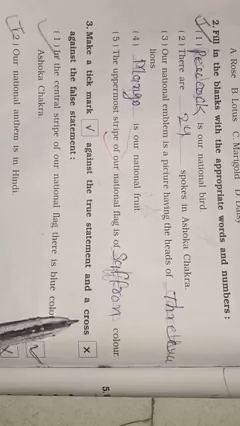 A. Rose B. Lotus C. Marigold D. Daisy
2. Fill in the blanks with the appropriate words and numbers :
(1) Peacock is our national bird.
(2) There are 24 spokes in Ashoka Chakra.
(3) Our national emblem is a picture having the heads of Three
lions.
(4) Mango is our national fruit.
(5) The uppermost stripe of our national flag is of Saffron colour.
3. Make a tick mark √ against the true statement and a cross x
against the false statement :
(1) In the central stripe of our national flag there is blue
Ashoka Chakra.
(2) Our national anthem is in Hindi.